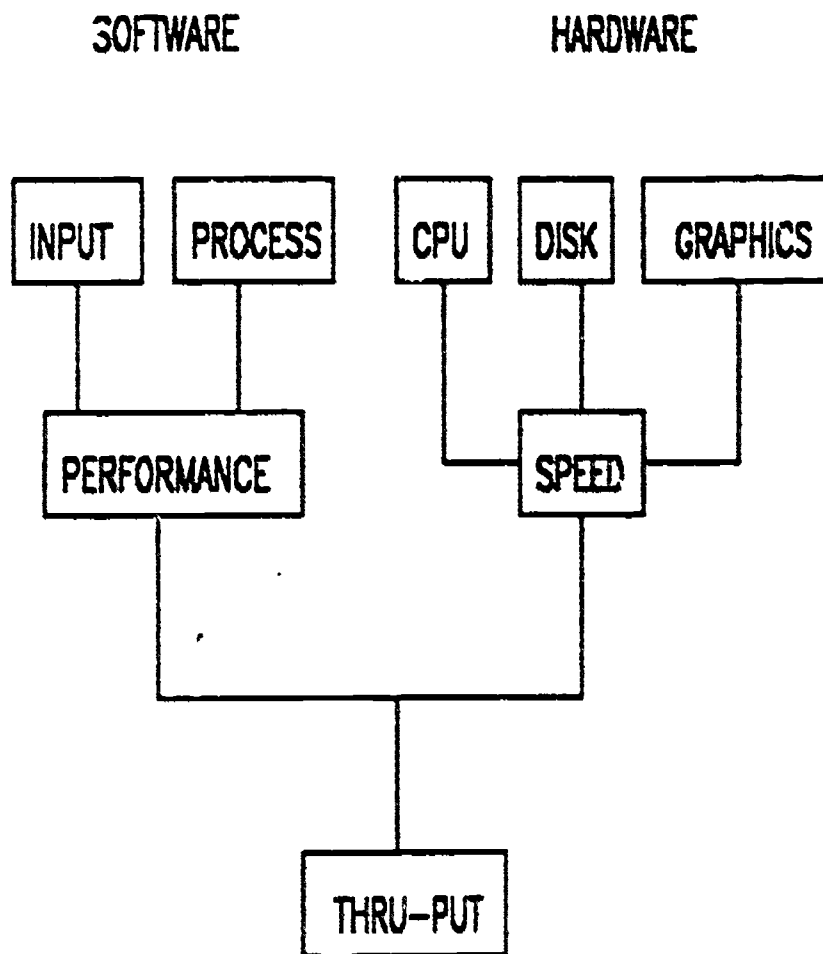 SOFTWARE HARDWARE
INPUT PROCESS CPU DISK GRAPHICS
PERFORMANCE SPEED
THRU-PUT